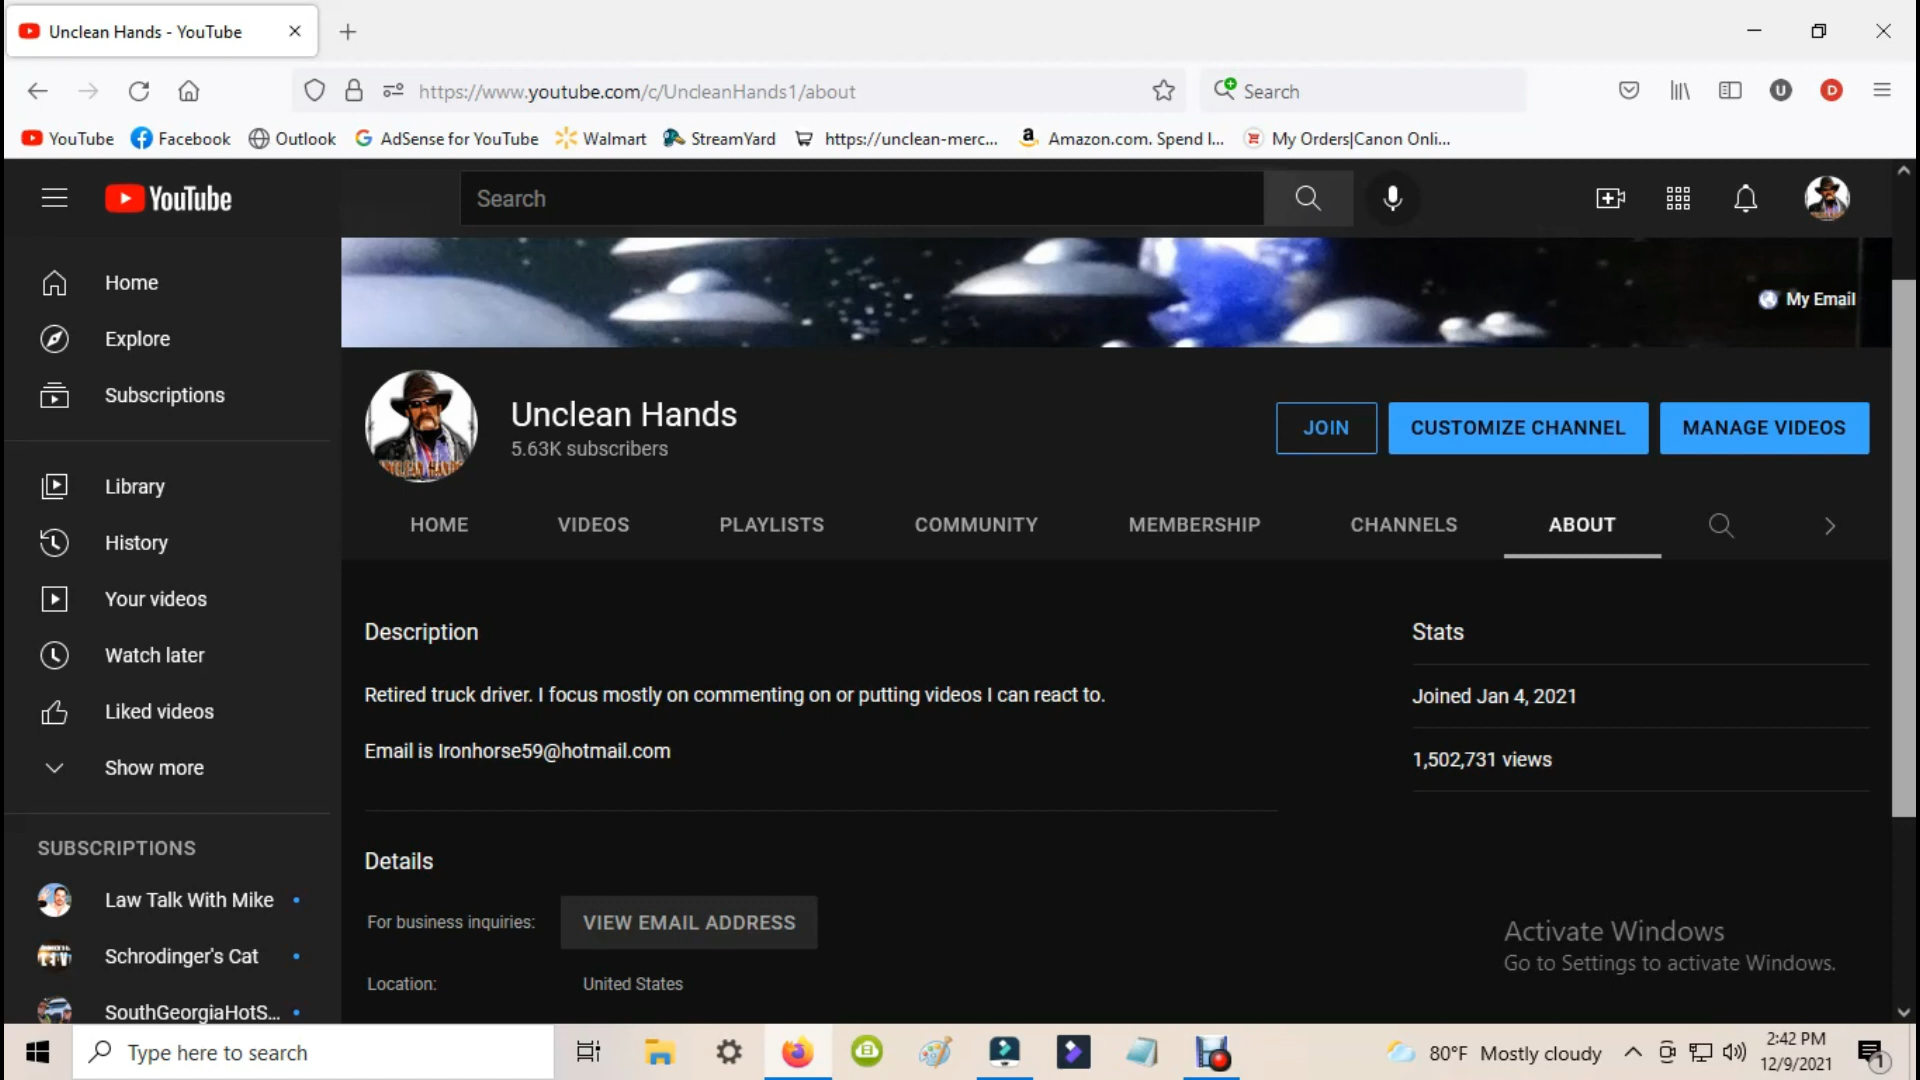 Unclean Hands - YouTube
https://www.youtube.com/c/UncleanHands1/about
Search
U
D
YouTube
Facebook
Outlook
AdSense for YouTube
Walmart
StreamYard
https://unclean-merc...
Amazon.com. Spend l...
My Orders|Canon Onli...
YouTube
Search
Home
Explore
Subscriptions
Library
History
Your videos
Watch later
Liked videos
Show more
SUBSCRIPTIONS
Law Talk With Mike
Schrodinger's Cat
SouthGeorgiaHotS...
My Email
UNCLEAN HANDS
Unclean Hands
5.63K subscribers
JOIN
CUSTOMIZE CHANNEL
MANAGE VIDEOS
HOME
VIDEOS
PLAYLISTS
COMMUNITY
MEMBERSHIP
CHANNELS
ABOUT
Description
Retired truck driver. I focus mostly on commenting on or putting videos I can react to.
Email is Ironhorse59@hotmail.com
Details
For business inquiries:
VIEW EMAIL ADDRESS
Location:
United States
Stats
Joined Jan 4, 2021
1,502,731 views
Activate Windows
Go to Settings to activate Windows.
Type here to search
80°F Mostly cloudy
2:42 PM
12/9/2021
1